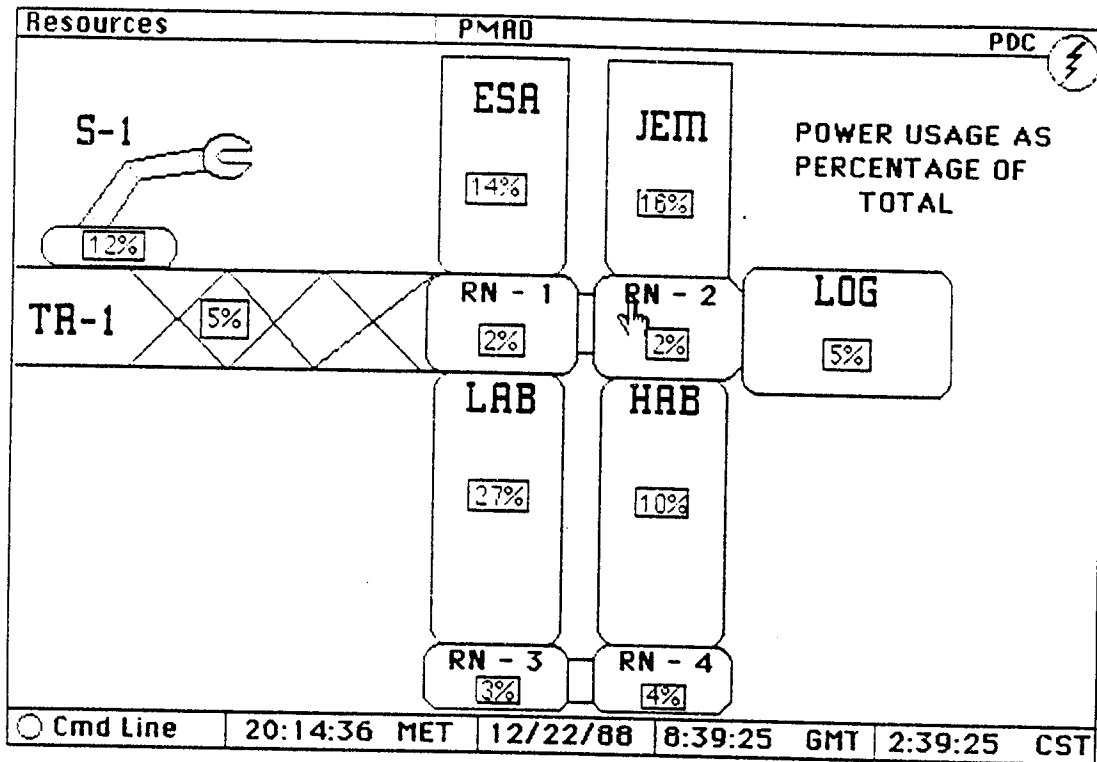 Resources PMAD PDC
S-1
12%
ESA
14%
JEM
16%
POWER USAGE AS
PERCENTAGE OF
TOTAL
TR-1
5%
RN - 1
2%
RN - 2
2%
LOG
5%
LAB
27%
HAB
10%
RN - 3
3%
RN - 4
4%
Cmd Line 20:14:36 MET 12/22/88 8:39:25 GMT 2:39:25 CST